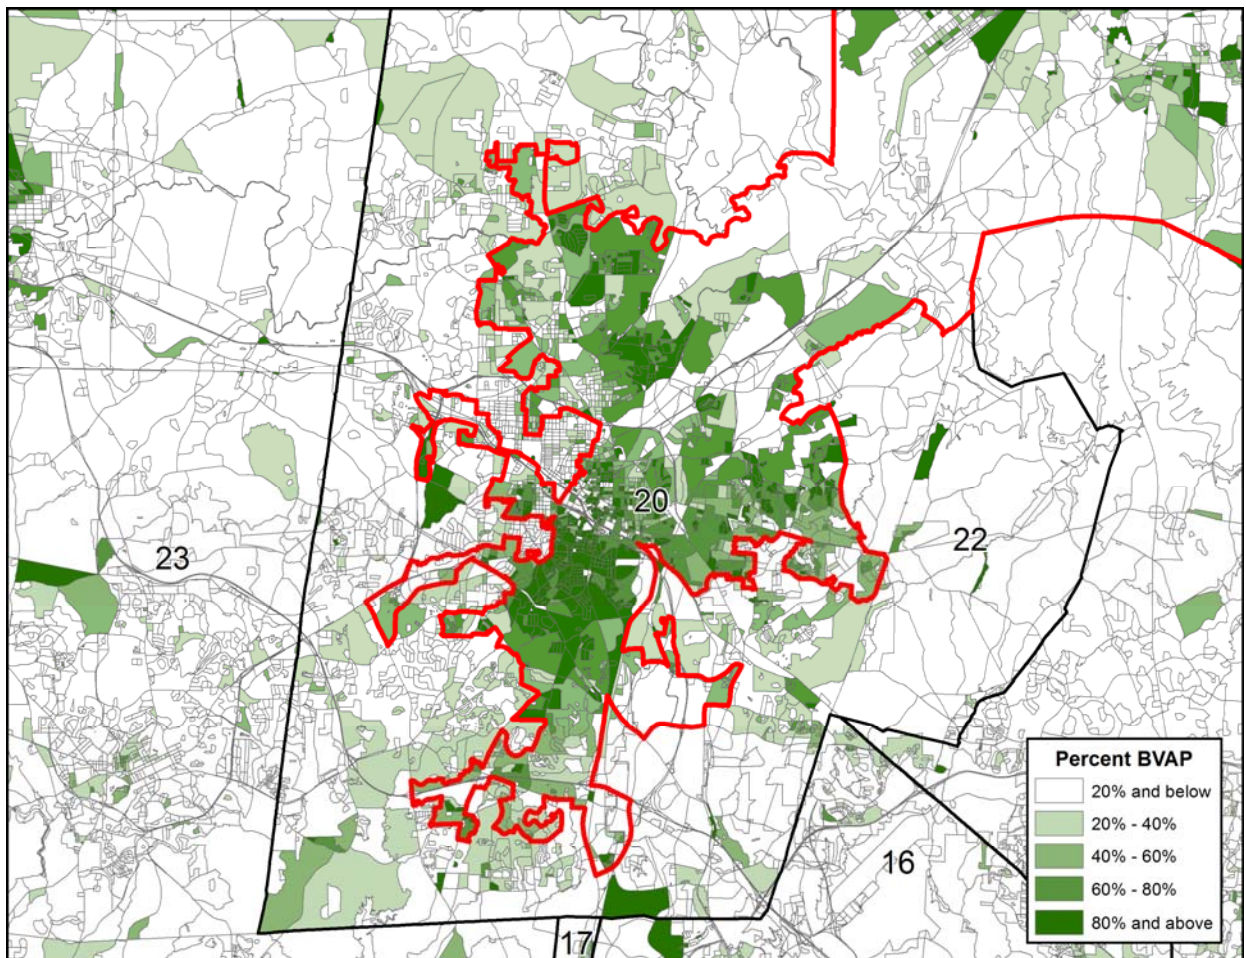 20
23
22
16
17
Percent BVAP
20% and below
20% - 40%
40% - 60%
60% - 80%
80% and above